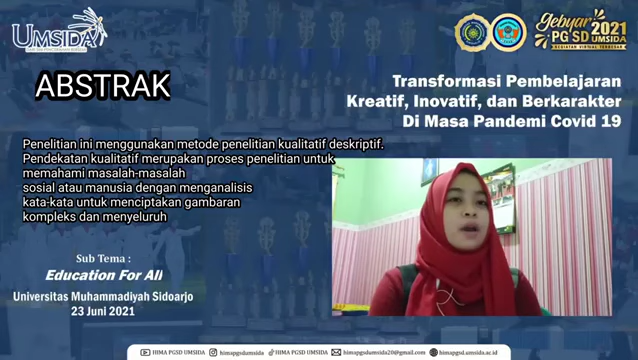 UMSIDA
Gebyar
PGSD 2021
UMSIDA
KEGIATAN VIRTUAL TERBESAR
ABSTRAK
Transformasi Pembelajaran
Kreatif, Inovatif, dan Berkarakter
Di Masa Pandemi Covid 19
Penelitian ini menggunakan metode penelitian kualitatif deskriptif.
Pendekatan kualitatif merupakan proses penelitian untuk
memahami masalah-masalah
sosial atau manusia dengan menganalisis
kata-kata untuk menciptakan gambaran
kompleks dan menyeluruh
Sub Tema :
Education For All
Universitas Muhammadiyah Sidoarjo
23 Juni 2021
HIMA PGSD UMSIDA himapgsdumsida HIMA PGSD UMSIDA himapgsdumsida20@gmail.com himapgsd.umsida.ac.id